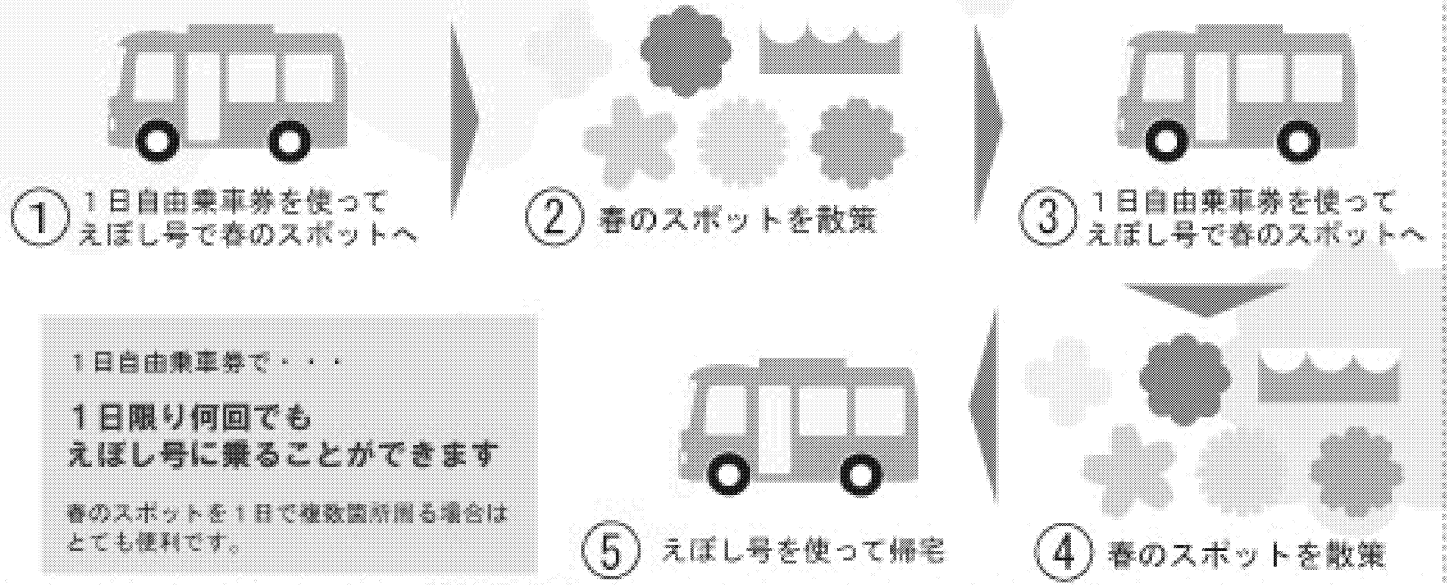 ① 1日自由乗車券を使って
えぼし号で春のスポットへ
② 春のスポットを散策
③ 1日自由乗車券を使って
えぼし号で春のスポットへ
④ 春のスポットを散策
⑤ えぼし号を使って帰宅
1日自由乗車券で・・・
1日限り何回でも
えぼし号に乗ることができます
春のスポットを1日で複数箇所周る場合は
とても便利です。